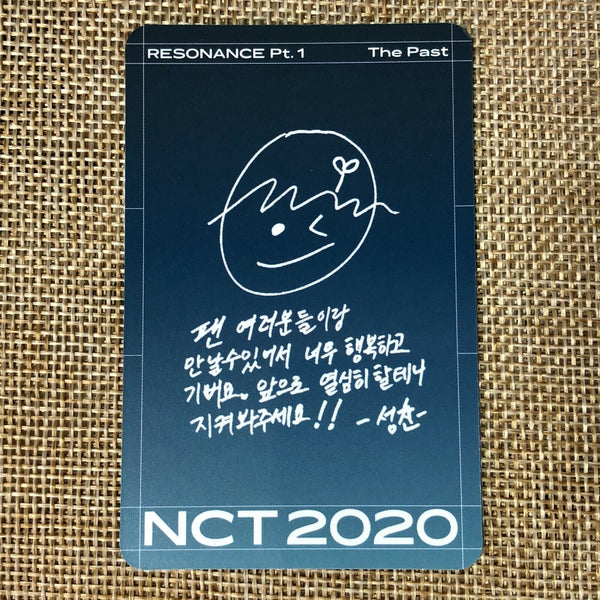 RESONANCE Pt. 1 The Past
팬 여러분들이랑
만날수있어서 너무 행복하고
기뻐요。 앞으로 열심히 할테니
지켜봐주세요!! -성찬-
NCT 2020